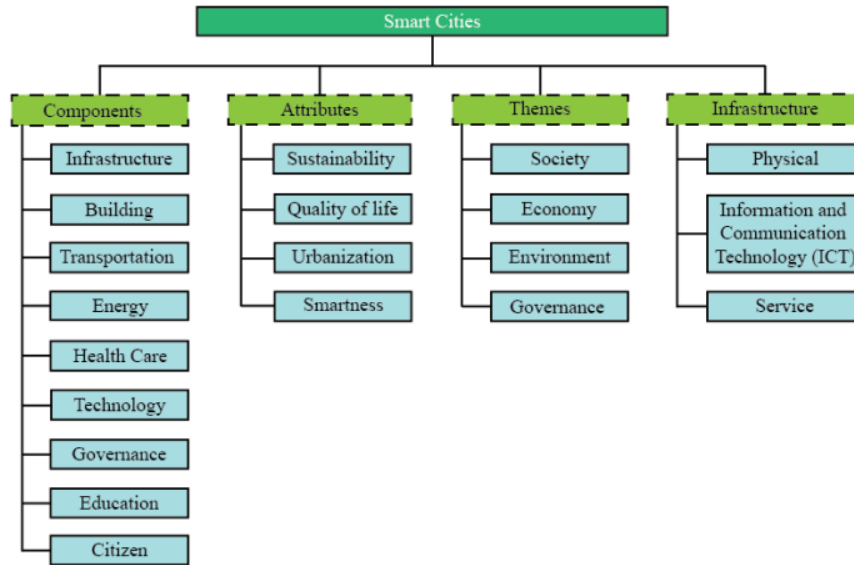 Smart Cities
Components
Infrastructure
Building
Transportation
Energy
Health Care
Technology
Governance
Education
Citizen
Attributes
Sustainability
Quality of life
Urbanization
Smartness
Themes
Society
Economy
Environment
Governance
Infrastructure
Physical
Information and
Communication
Technology (ICT)
Service